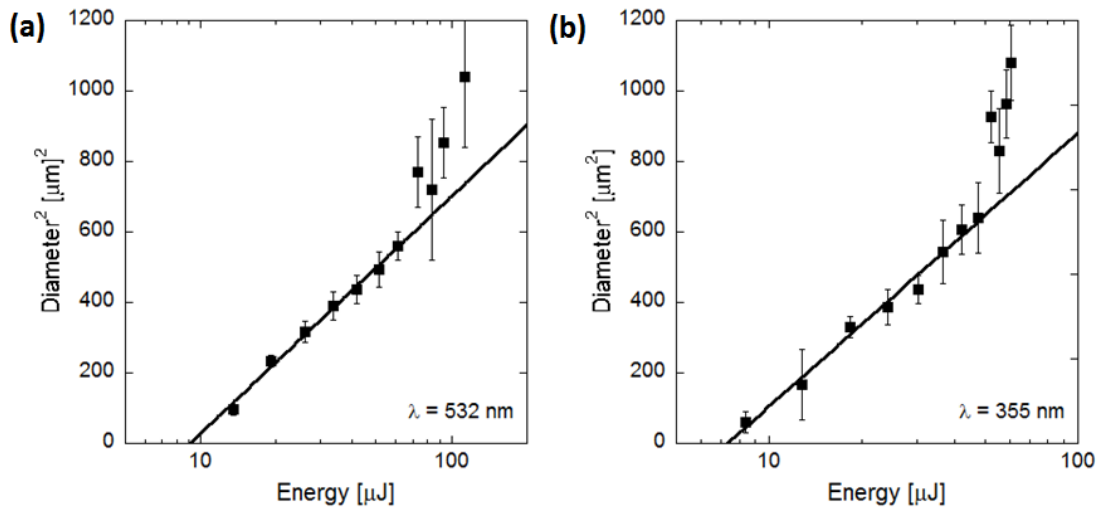 (a)
1200
1000
800
600
400
200
0
Diameter² [μm]²
10
100
Energy [μJ]
λ = 532 nm
(b)
1200
1000
800
600
400
200
0
Diameter² [μm²]
10
100
Energy [μJ]
λ = 355 nm